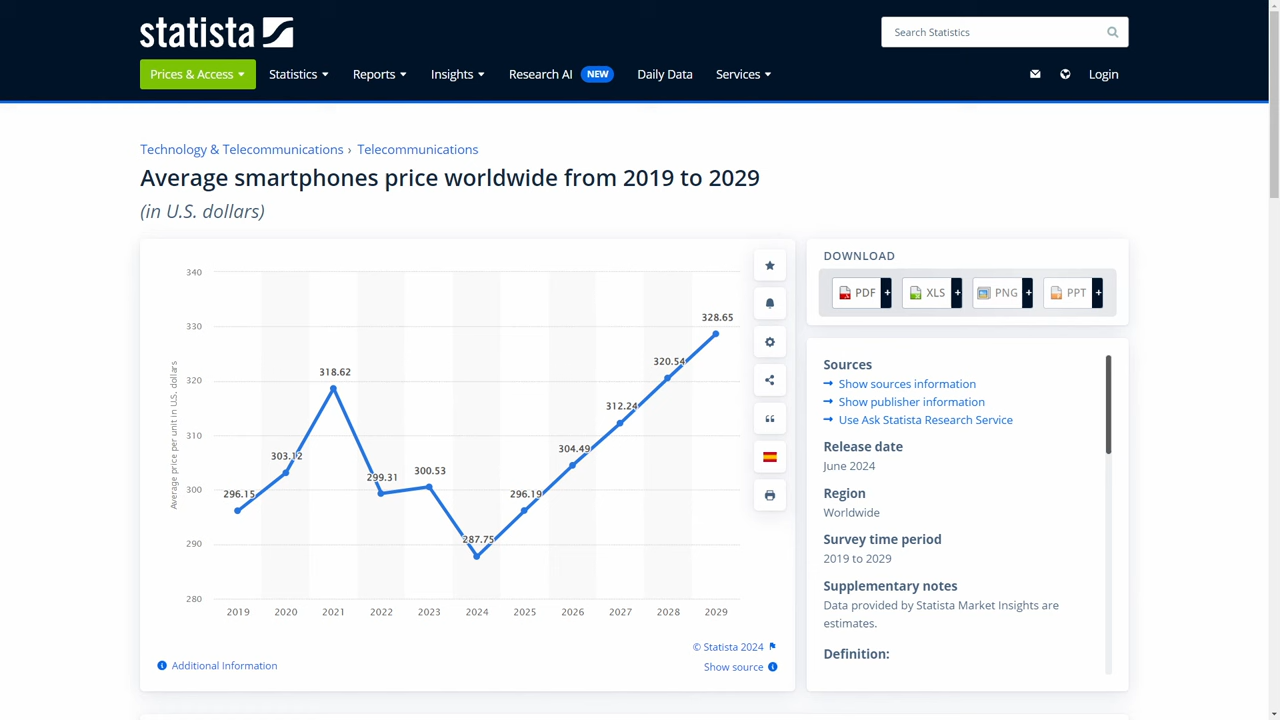 statista
Search Statistics
Prices & Access
Statistics
Reports
Insights
Research AI NEW
Daily Data
Services
Login
Technology & Telecommunications › Telecommunications
Average smartphones price worldwide from 2019 to 2029
(in U.S. dollars)
Average price per unit in U.S. dollars
340
330
320
310
300
290
280
296.15
303.12
318.62
299.31
300.53
287.75
296.19
304.49
312.24
320.54
328.65
2019 2020 2021 2022 2023 2024 2025 2026 2027 2028 2029
© Statista 2024
Additional Information
Show source
DOWNLOAD
PDF + XLS + PNG + PPT +
Sources
Show sources information
Show publisher information
Use Ask Statista Research Service
Release date
June 2024
Region
Worldwide
Survey time period
2019 to 2029
Supplementary notes
Data provided by Statista Market Insights are
estimates.
Definition: